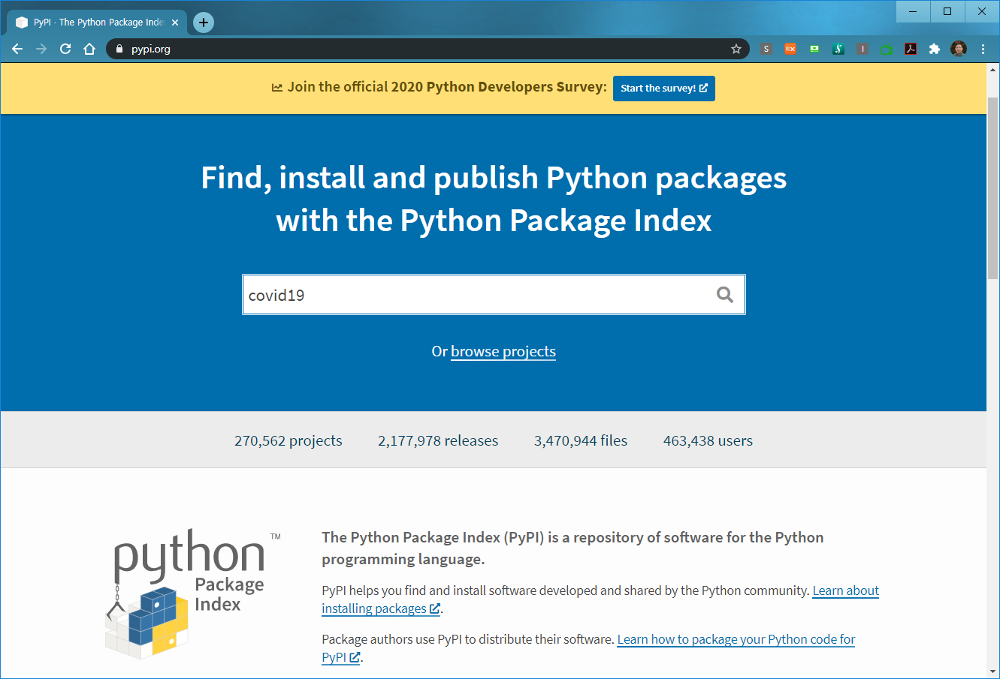 PyPI · The Python Package Inde
pypi.org
S
EX
I
Join the official 2020 Python Developers Survey:
Start the survey!
Find, install and publish Python packages
with the Python Package Index
covid19
Or browse projects
270,562 projects
2,177,978 releases
3,470,944 files
463,438 users
python TM
Package
Index
The Python Package Index (PyPI) is a repository of software for the Python
programming language.
PyPI helps you find and install software developed and shared by the Python community. Learn about
installing packages.
Package authors use PyPI to distribute their software. Learn how to package your Python code for
PyPI.